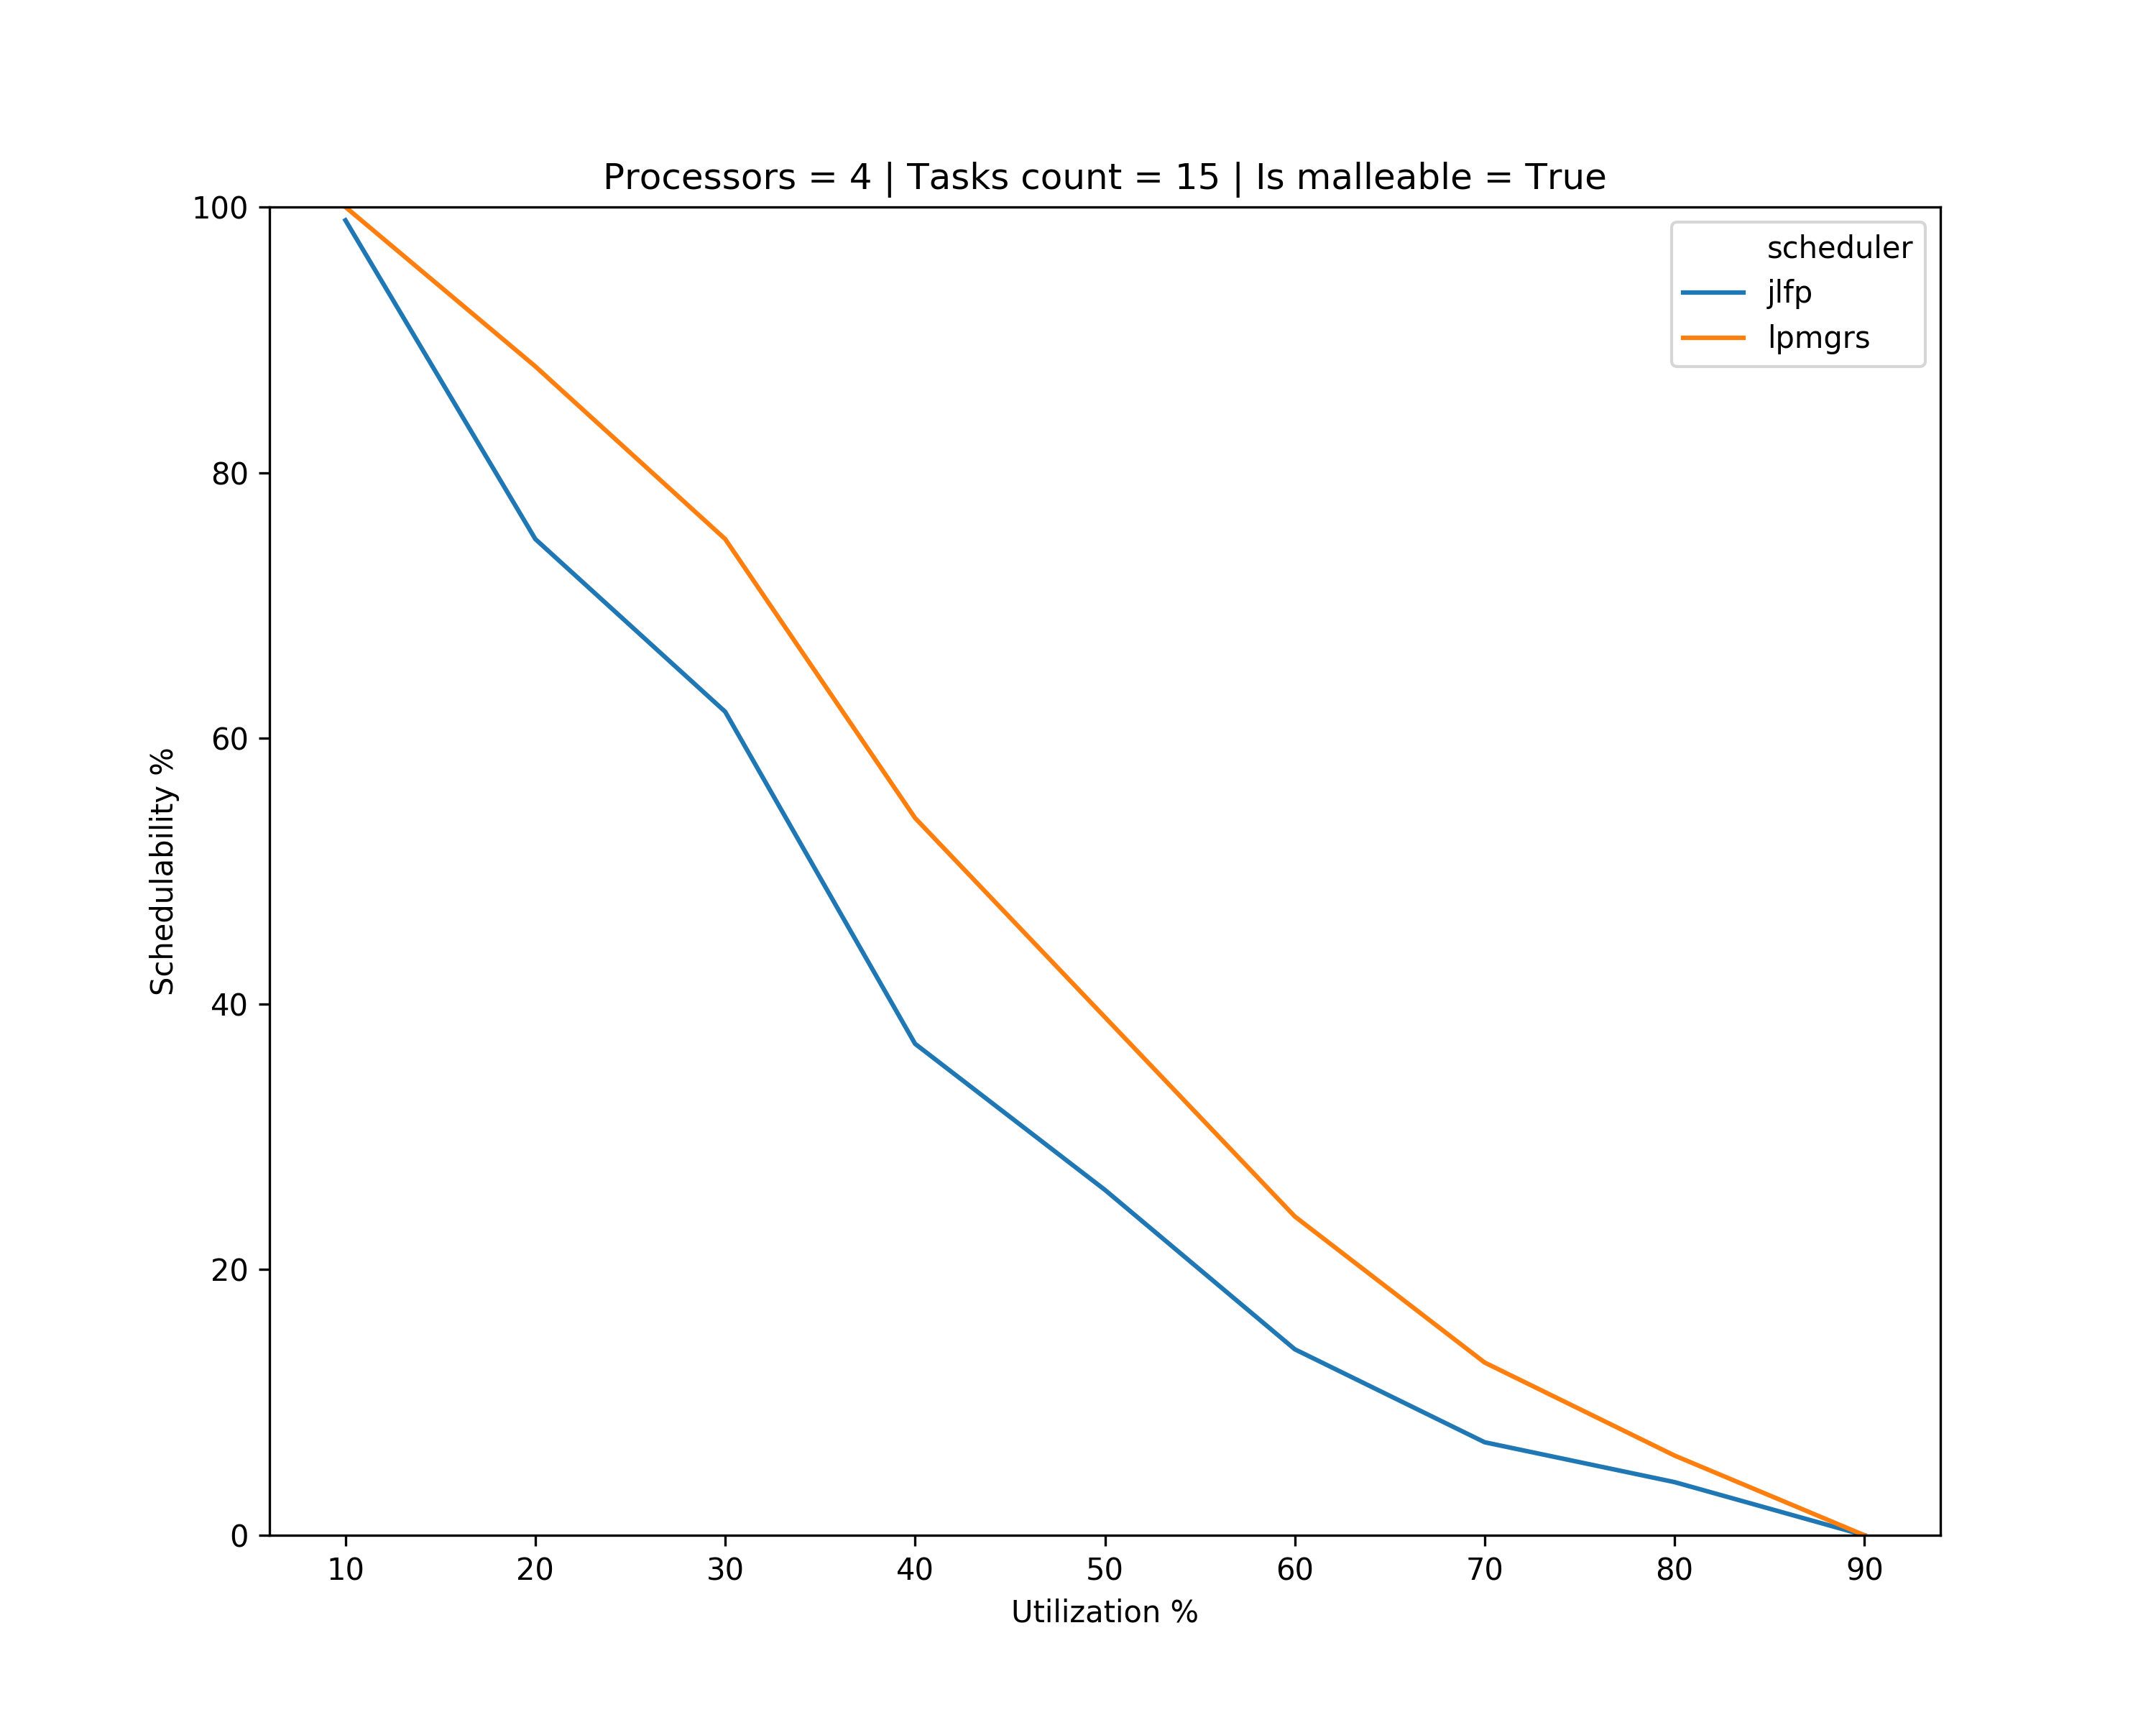 Processors = 4 | Tasks count = 15 | Is malleable = True
scheduler
jlfp
lpmgrs
Schedulability %
100
80
60
40
20
0
10 20 30 40 50 60 70 80 90
Utilization %